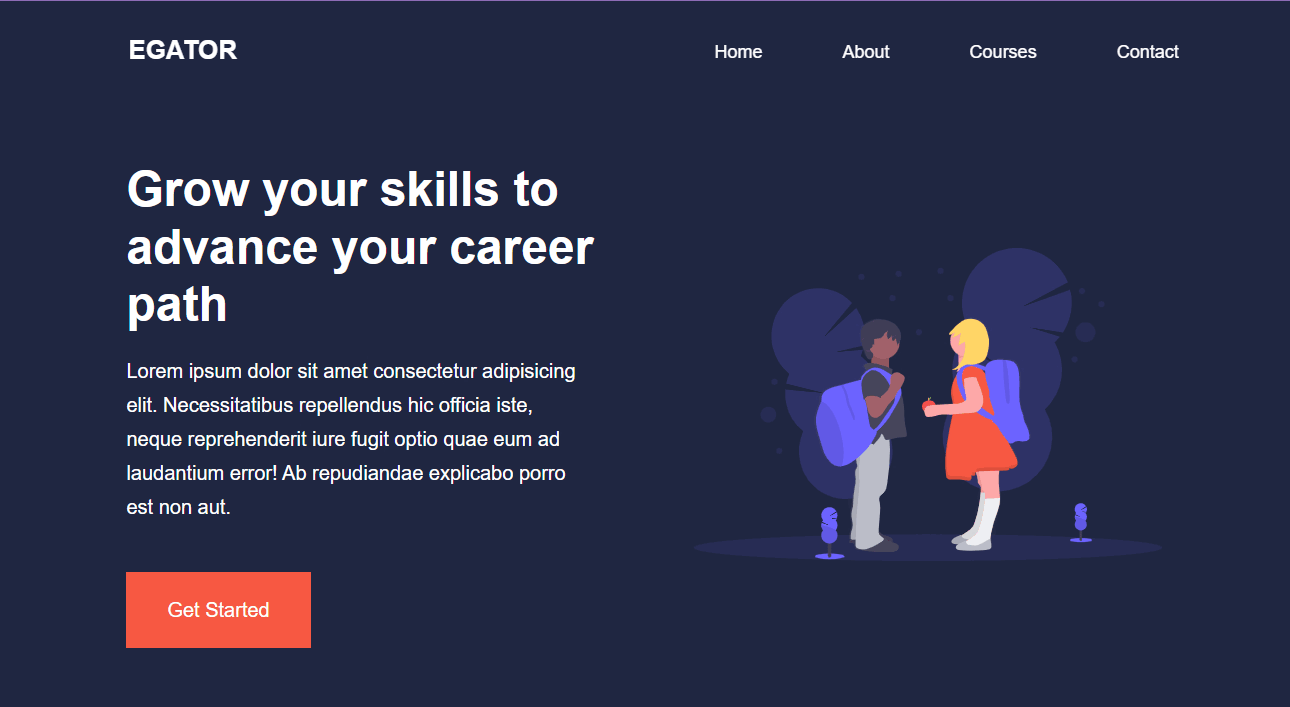 EGATOR
Home About Courses Contact
Grow your skills to
advance your career
path
Lorem ipsum dolor sit amet consectetur adipisicing
elit. Necessitatibus repellendus hic officia iste,
neque reprehenderit iure fugit optio quae eum ad
laudantium error! Ab repudiandae explicabo porro
est non aut.
Get Started